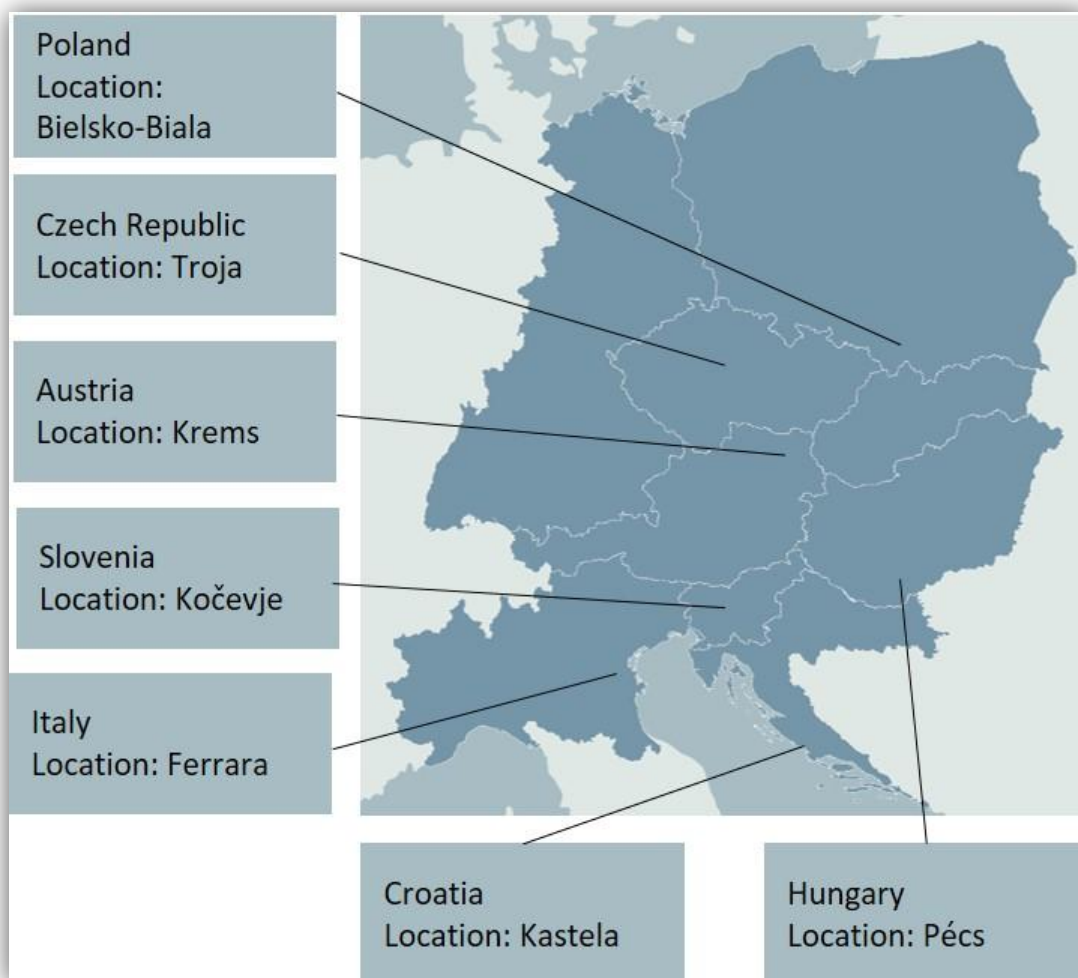 Poland
Location:
Bielsko-Biala
Czech Republic
Location: Troja
Austria
Location: Krems
Slovenia
Location: Kočevje
Italy
Location: Ferrara
Croatia
Location: Kastela
Hungary
Location: Pécs